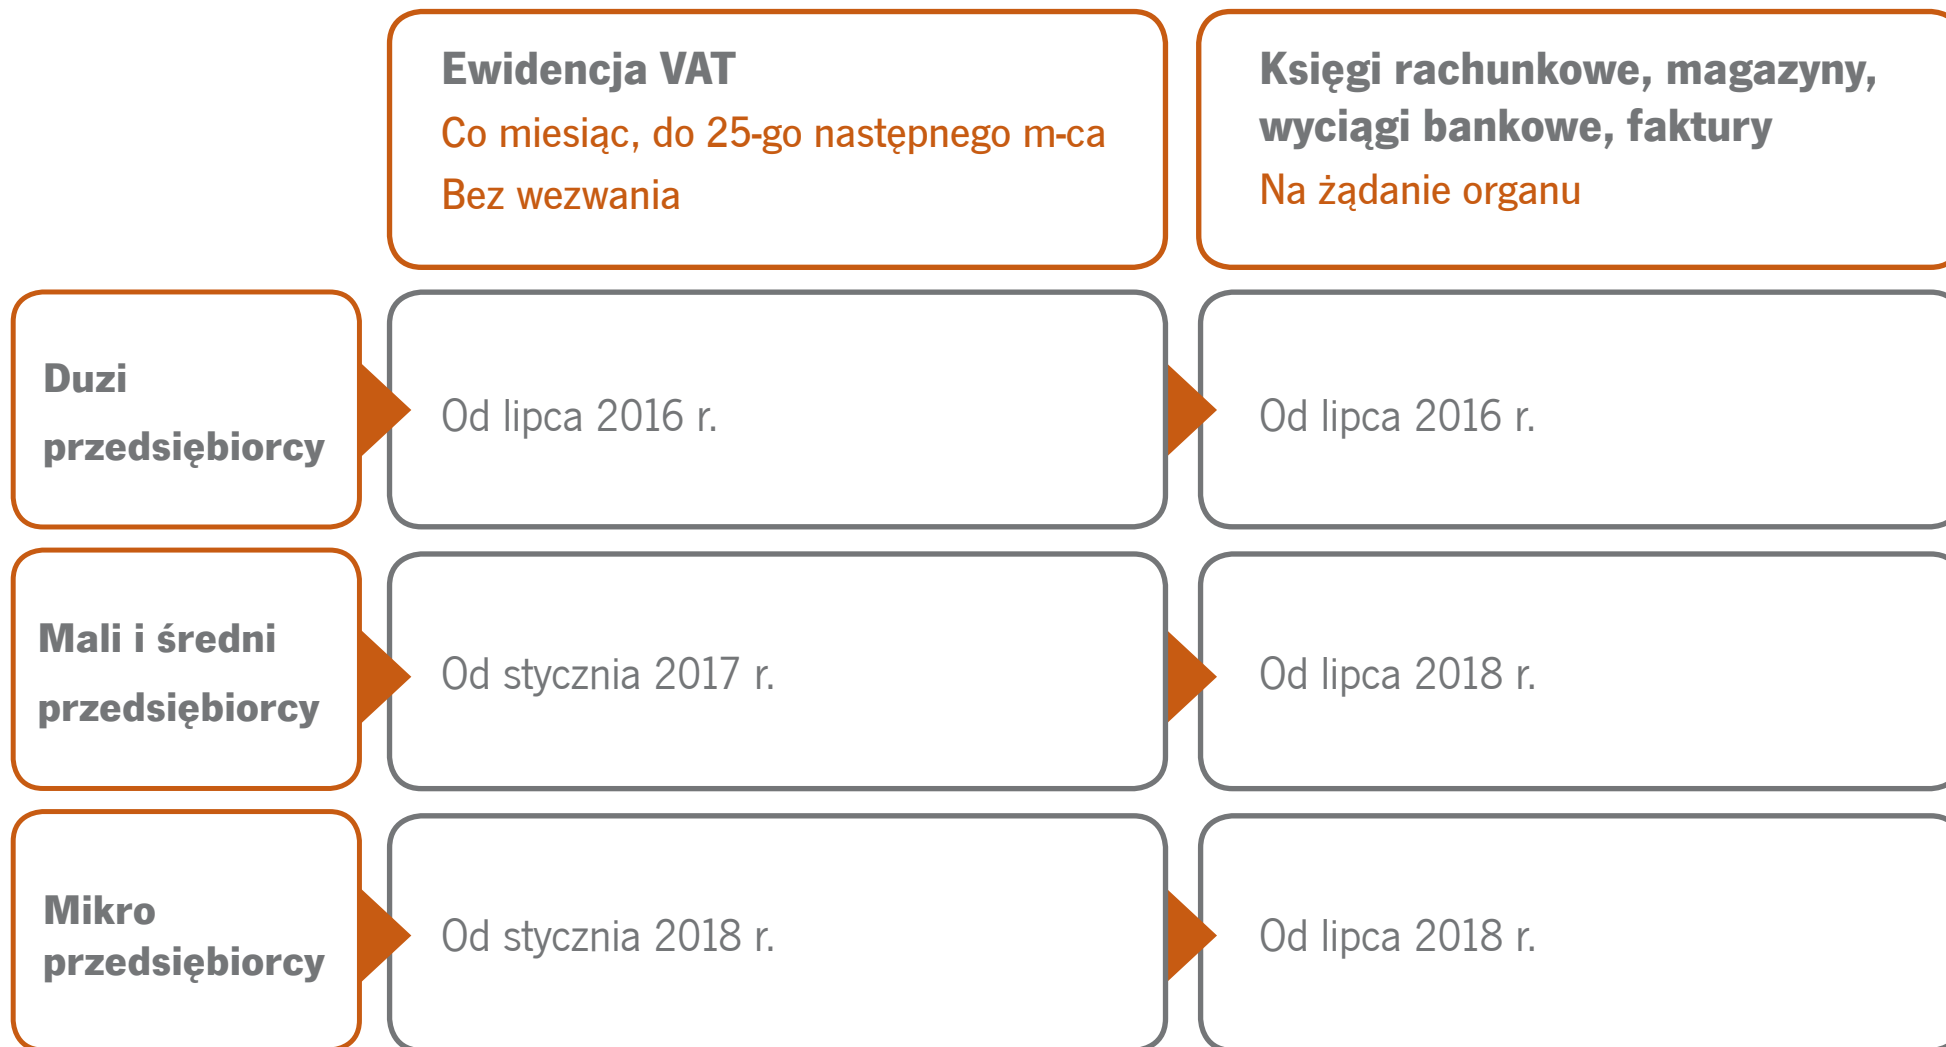 Ewidencja VAT
Co miesiąc, do 25-go następnego m-ca
Bez wezwania
Księgi rachunkowe, magazyny,
wyciągi bankowe, faktury
Na żądanie organu
Duzi
przedsiębiorcy
Od lipca 2016 r.
Od lipca 2016 r.
Mali i średni
przedsiębiorcy
Od stycznia 2017 r.
Od lipca 2018 r.
Mikro
przedsiębiorcy
Od stycznia 2018 r.
Od lipca 2018 r.